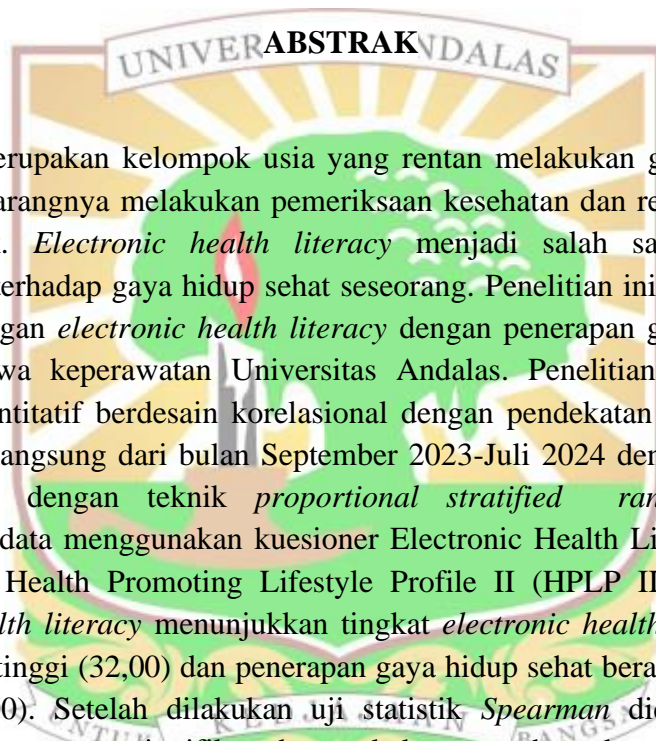 ABSTRAK
UNIVER NDALAS
erupakan kelompok usia yang rentan melakukan g
arangnya melakukan pemeriksaan kesehatan dan re
. Electronic health literacy menjadi salah sa
erhadap gaya hidup sehat seseorang. Penelitian ini
gan electronic health literacy dengan penerapan g
wa keperawatan Universitas Andalas. Penelitian
ntitatif berdesain korelasional dengan pendekatan
angsung dari bulan September 2023-Juli 2024 den
dengan teknik proportional stratified ran
data menggunakan kuesioner Electronic Health Li
Health Promoting Lifestyle Profile II (HPLP II
lth literacy menunjukkan tingkat electronic health
tinggi (32,00) dan penerapan gaya hidup sehat bera
0). Setelah dilakukan uji statistik Spearman di